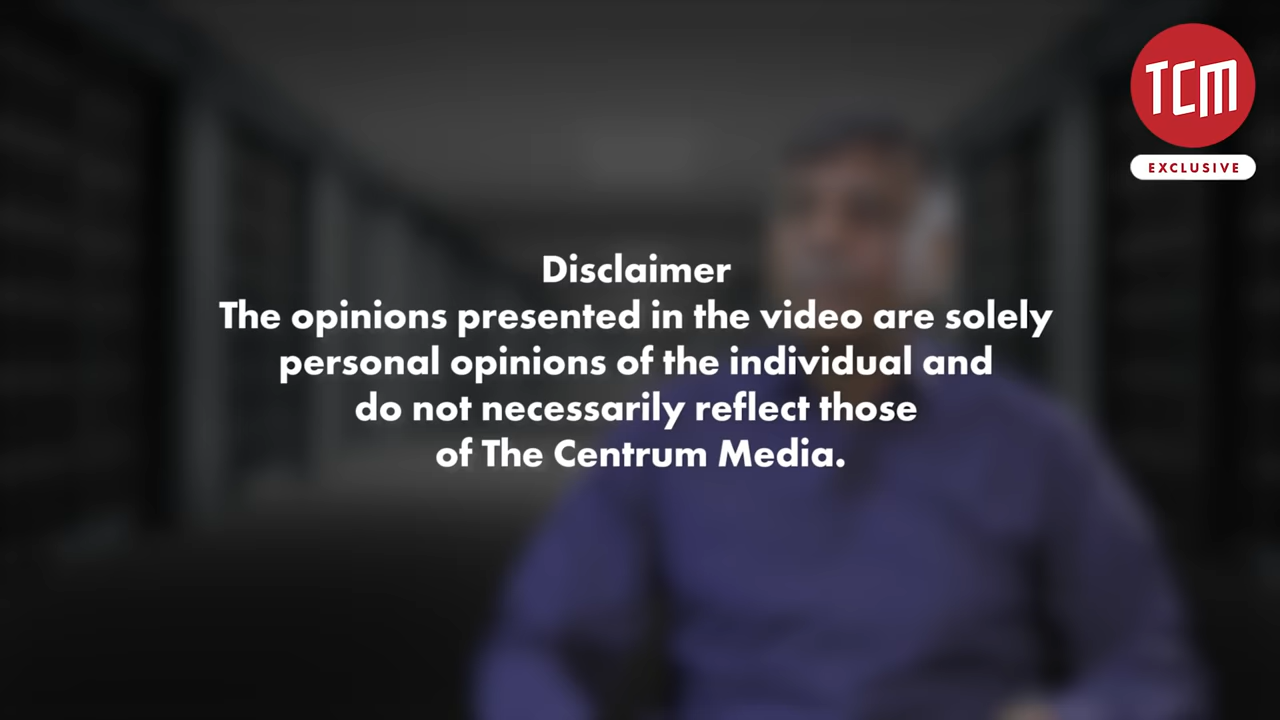 TCM
EXCLUSIVE
Disclaimer
The opinions presented in the video are solely
personal opinions of the individual and
do not necessarily reflect those
of The Centrum Media.